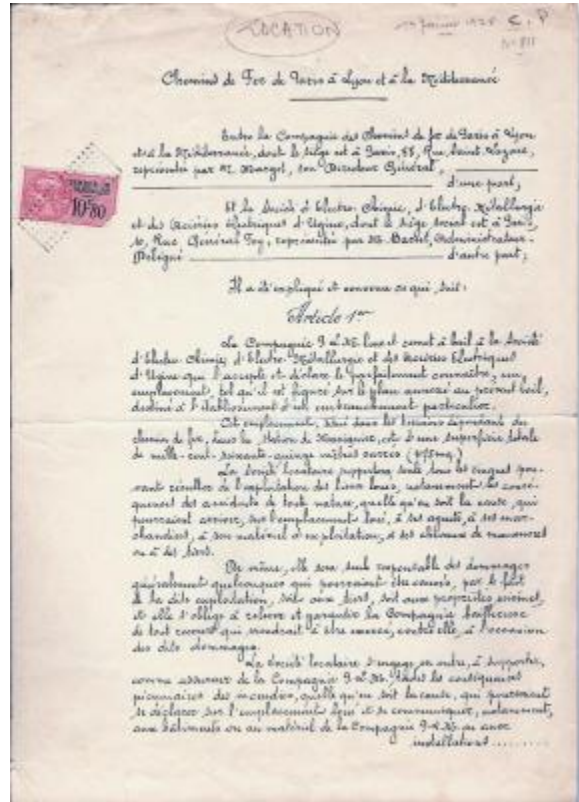 LOCATION
Janvier 1928 C. P
N° 811
Chemins de Fer de Paris à Lyon et à la Méditerranée
Entre la Compagnie des Chemins de fer de Paris à Lyon
et à la Méditerranée, dont le siège est à Paris, 88, Rue Saint-Lazare,
représentée par M. Margot, son Directeur Général,
d'une part,
10F80
Et la Société d'Electro-Chimie, d'Electro-Métallurgie
et des Aciéries Electriques d'Ugine, dont le siège social est à Paris
10, Rue Général Foy, représentée par M. Administrateur-
Délégué d'autre part;
Il a été expliqué et convenu ce qui suit:
Article 1er
La Compagnie P.L.M. loue et remet à bail à la Société
d'Electro-Chimie, d'Electro-Métallurgie et des Aciéries Electriques
d'Ugine qui l'accepte et déclare le parfaitement connaître, un
emplacement, tel qu'il est figuré sur le plan annexé au présent bail,
destiné à l'établissement d'un embranchement particulier.
Cet emplacement, situé dans les terrains dépendant du
chemin de fer, dans la station de est d'une superficie totale
de mille-cent-soixante-quinze mètres carrés
La Société locataire supportera seule tous les risques pou-
vant résulter de l'exploitation des lieux loués, notamment les consé-
quences des accidents de toute nature, quelle qu'en soit la cause, qui
pourraient arriver, sur l'emplacement loué, à ses agents, à ses mar-
chandises, à son matériel d'exploitation, à ses
ou à des tiers.
De même, elle sera seule responsable des dommages
généralement quelconques qui pourraient être causés, par le fait
de la dite exploitation, soit aux tiers, soit aux propriétés voisines,
et elle s'oblige à relever et garantir la Compagnie bailleresse
de tout recours qui viendrait à être exercé, contre elle, à l'occasion
des dits dommages.
La Société locataire s'engage, en outre, à supporter,
comme assureur de la Compagnie P.L.M. toutes les conséquences
pécuniaires des incendies, quelle qu'en soit la cause, qui pourraient
se déclarer sur l'emplacement loué et se communiquer, notamment,
aux bâtiments ou au matériel de la Compagnie P.L.M. ou aux
installations.........